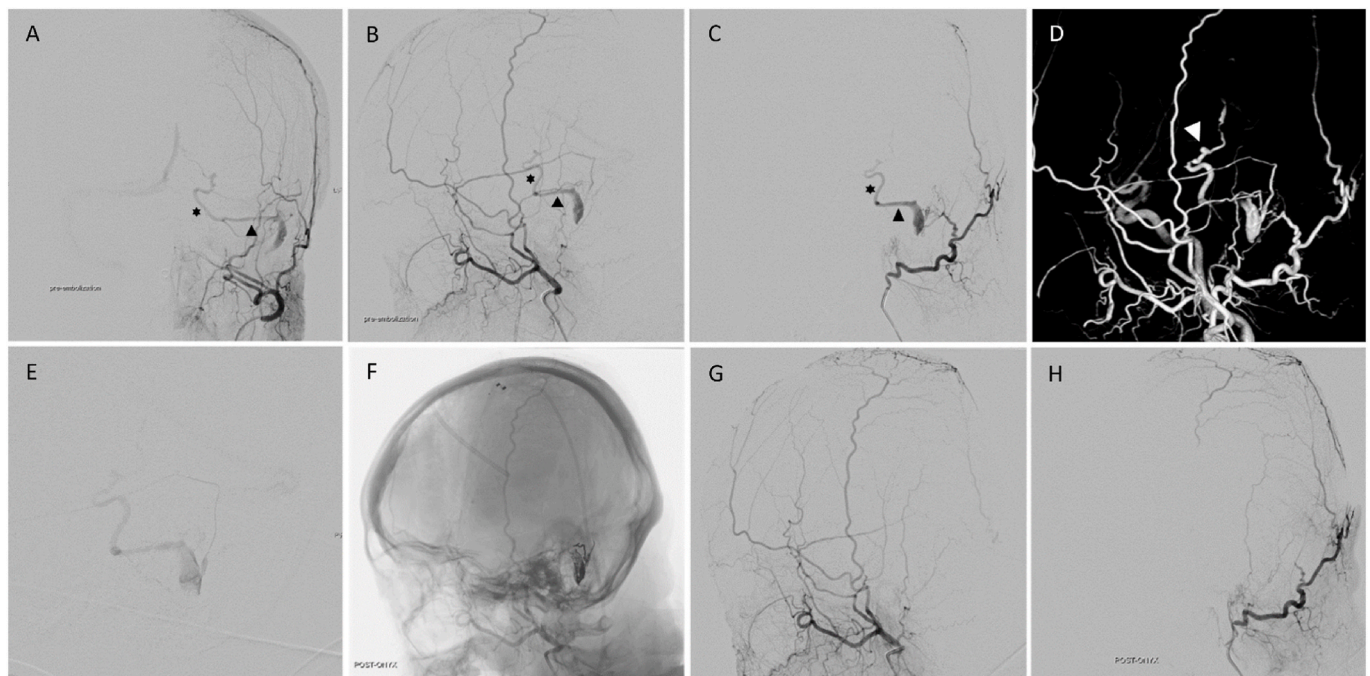 A
B
C
D
pre-embolization
pre-embolization
E
F
G
H
POST-ONYX
POST-ONYX